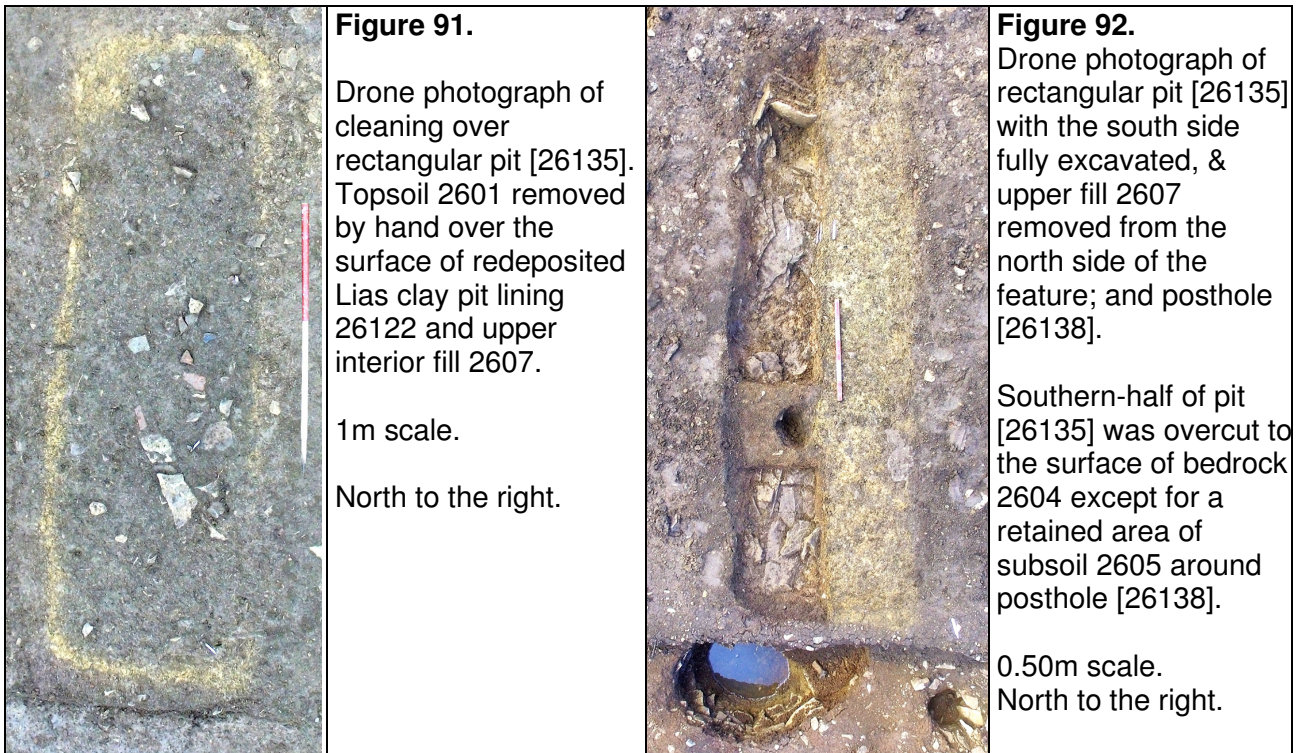 Figure 91.
Drone photograph of
cleaning over
rectangular pit [26135].
Topsoil 2601 removed
by hand over the
surface of redeposited
Lias clay pit lining
26122 and upper
interior fill 2607.
1m scale.
North to the right.
Figure 92.
Drone photograph of
rectangular pit [26135]
with the south side
fully excavated, &
upper fill 2607
removed from the
north side of the
feature; and posthole
[26138].
Southern-half of pit
[26135] was overcut to
the surface of bedrock
2604 except for a
retained area of
subsoil 2605 around
posthole [26138].
0.50m scale.
North to the right.